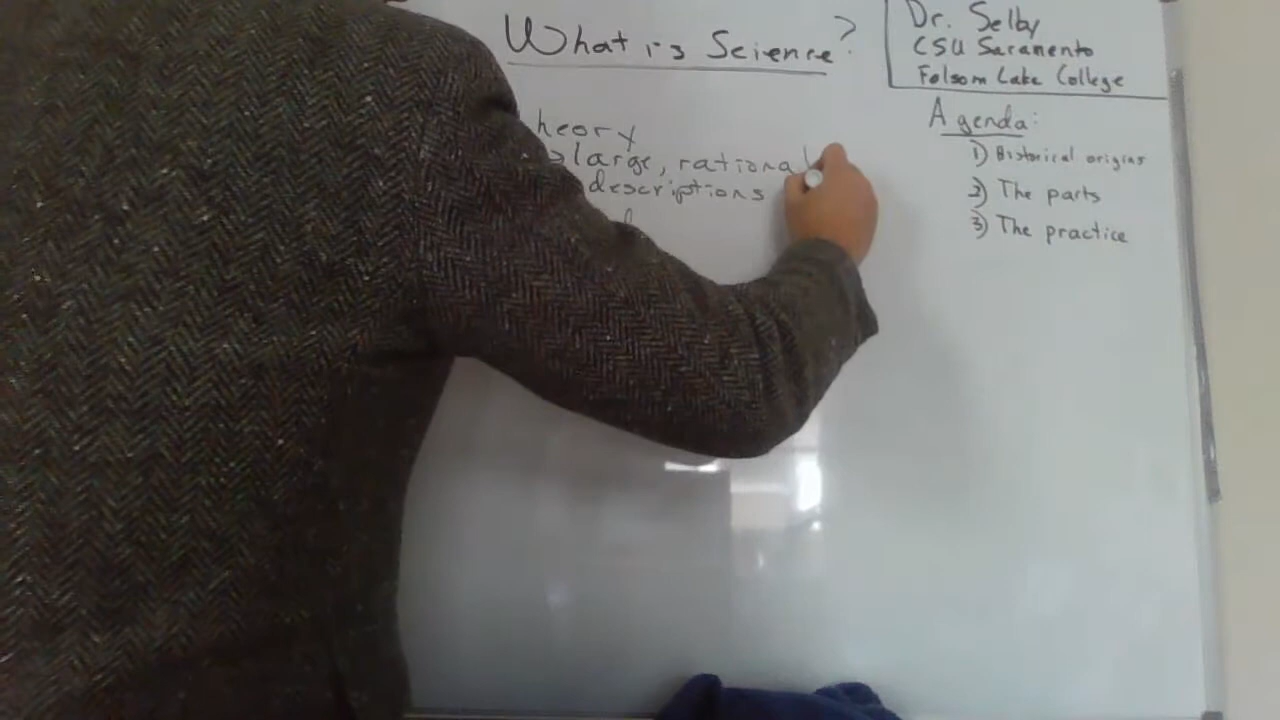 What is Science?
Dr. Selby
CSU Saramento
Folsom Lake College
Agenda:
1) Historical origins
2) The parts
3) The practice
heory
>large, rational
descriptions